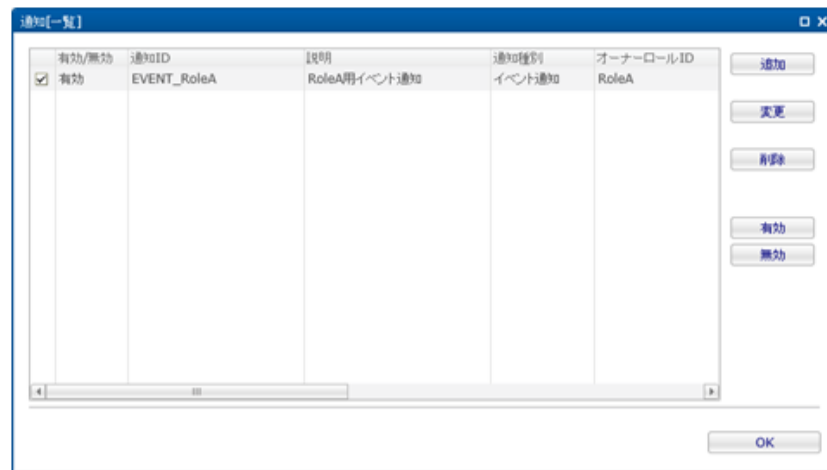 通知[一覧]
有効/無効 通知ID 説明 通知種別 オーナーロールID
有効 EVENT_RoleA RoleA用イベント通知 イベント通知 RoleA
追加
変更
削除
有効
無効
OK